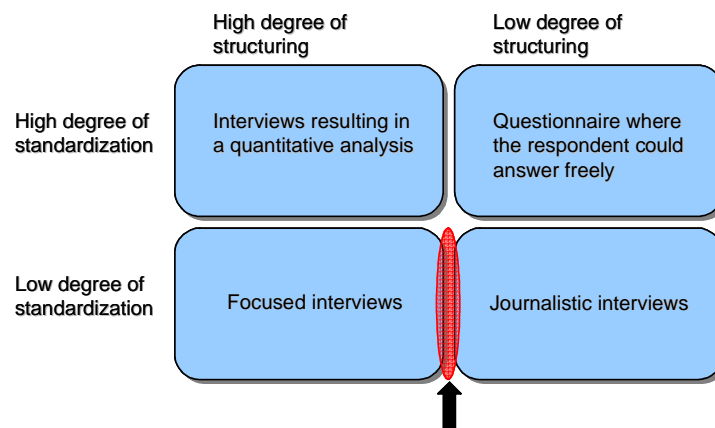 High degree of
structuring
Low degree of
structuring
High degree of
standardization
Interviews resulting in
a quantitative analysis
Questionnaire where
the respondent could
answer freely
Low degree of
standardization
Focused interviews
Journalistic interviews